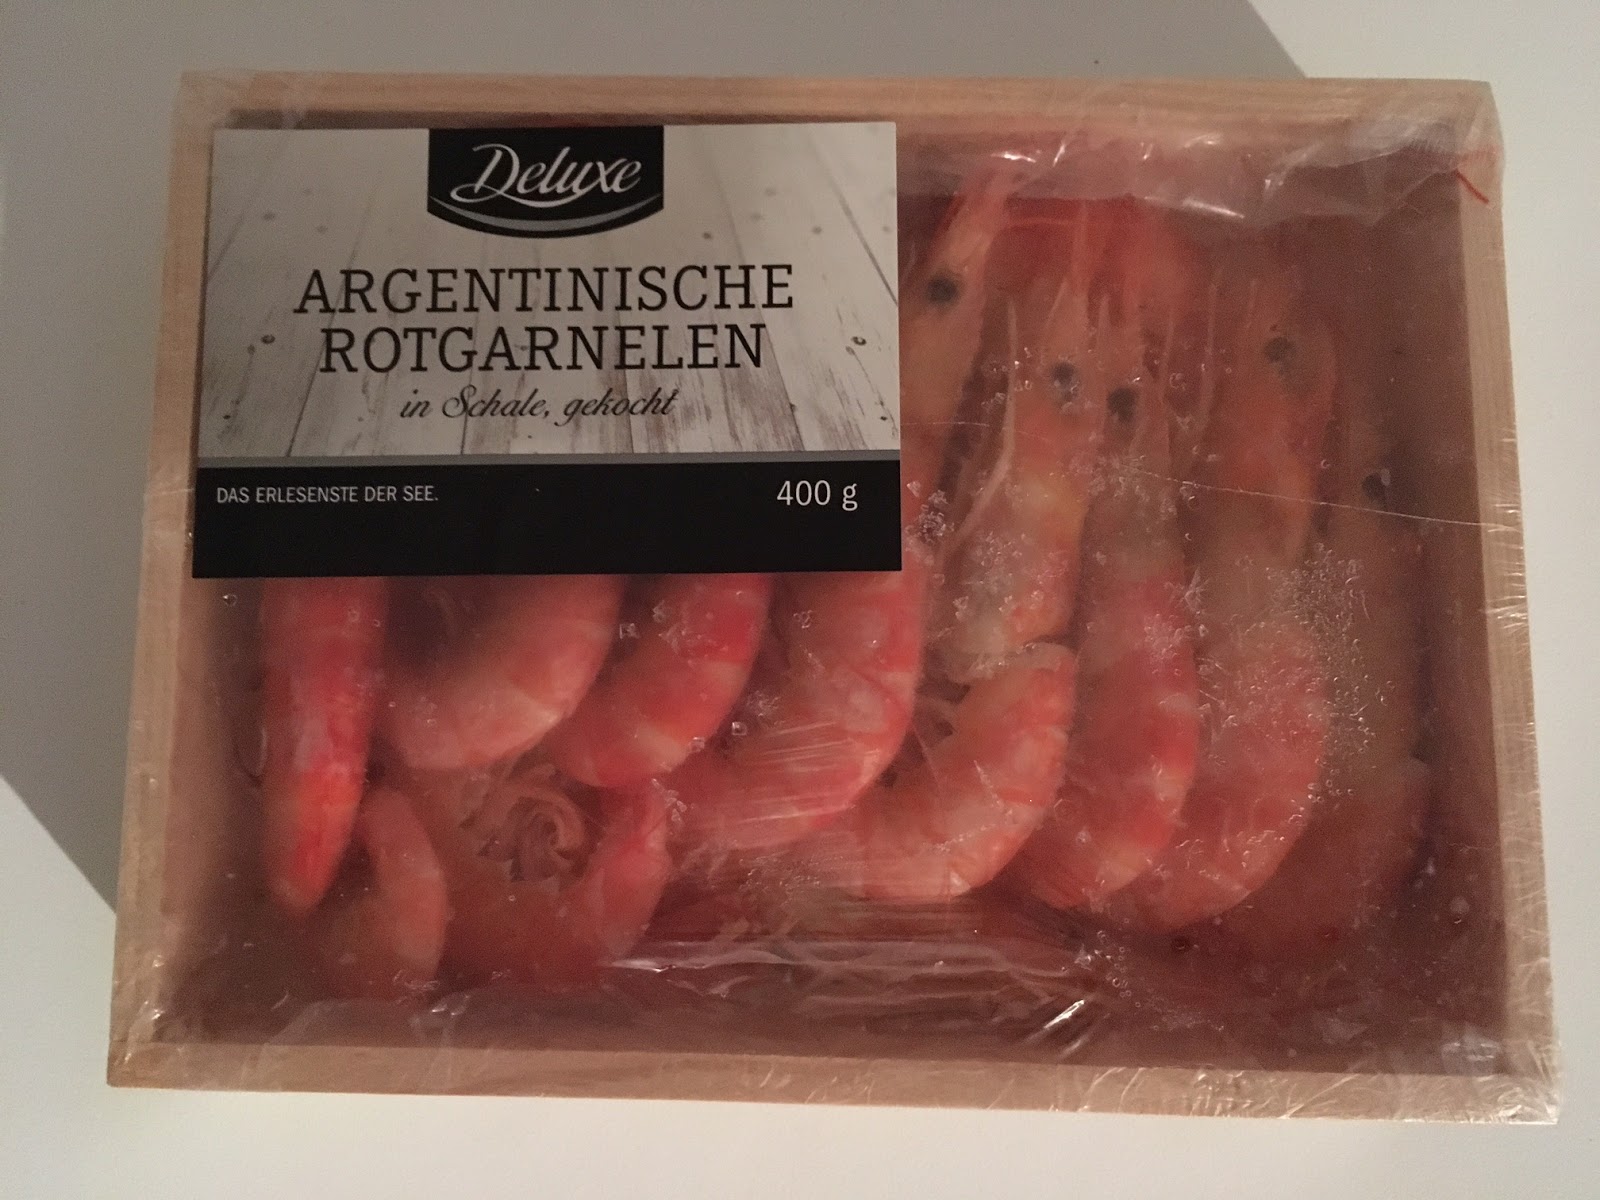 Deluxe
ARGENTINISCHE
ROTGARNELEN
in Schale, gekocht
DAS ERLESENSTE DER SEE.
400 g